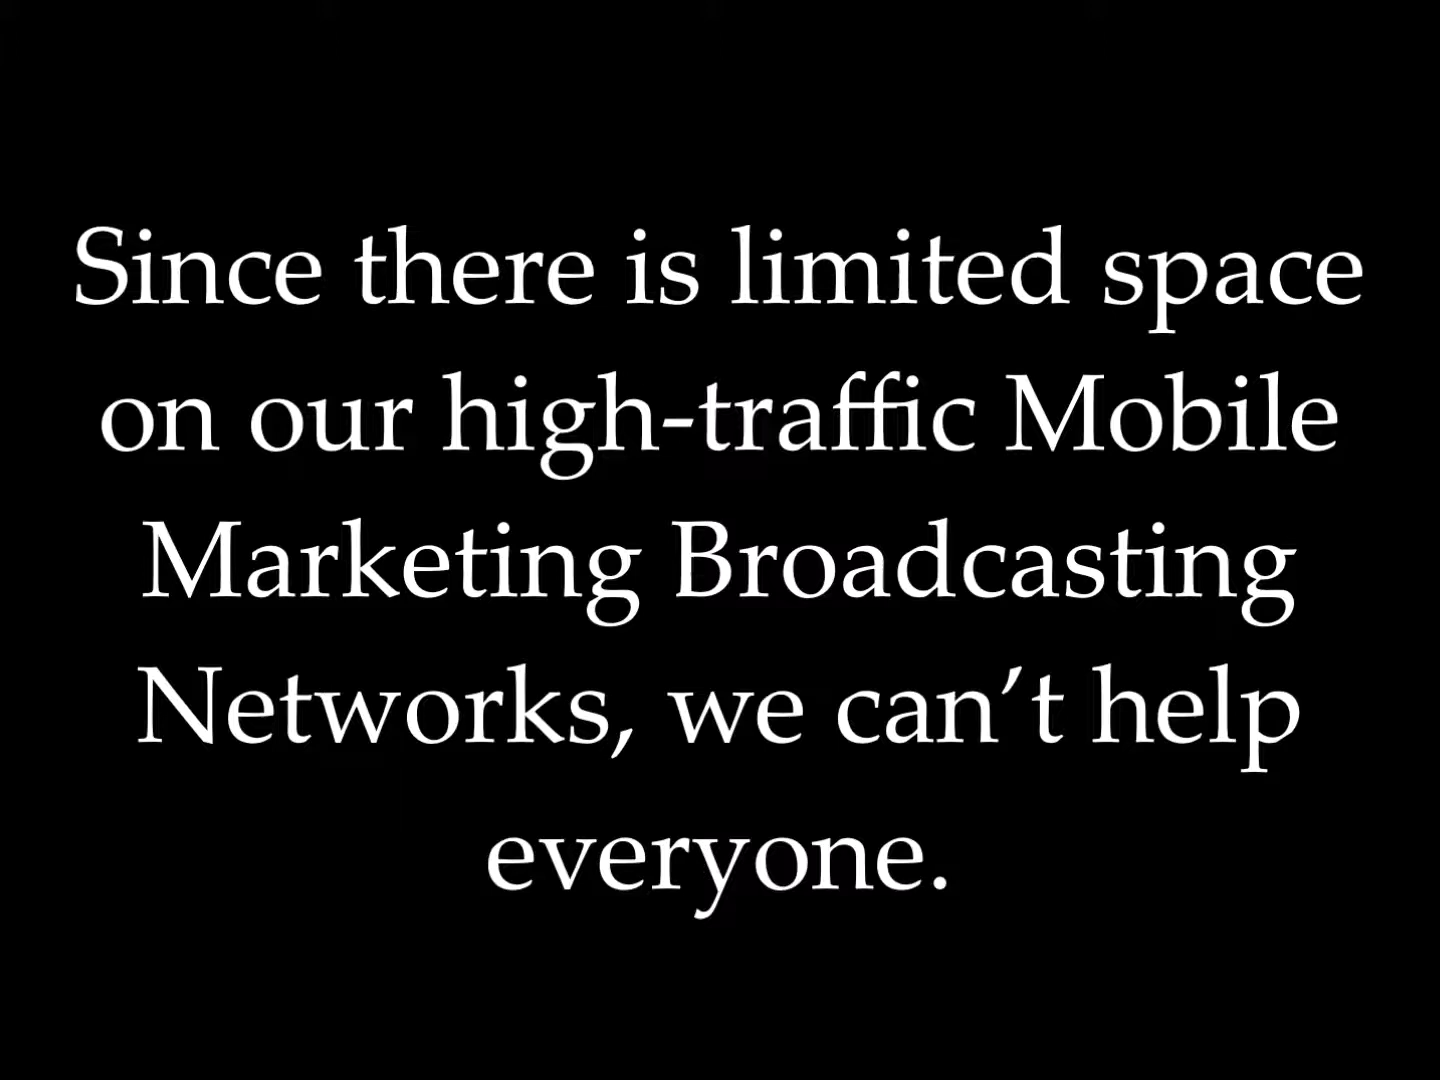 Since there is limited space
on our high-traffic Mobile
Marketing Broadcasting
Networks, we can’t help
everyone.